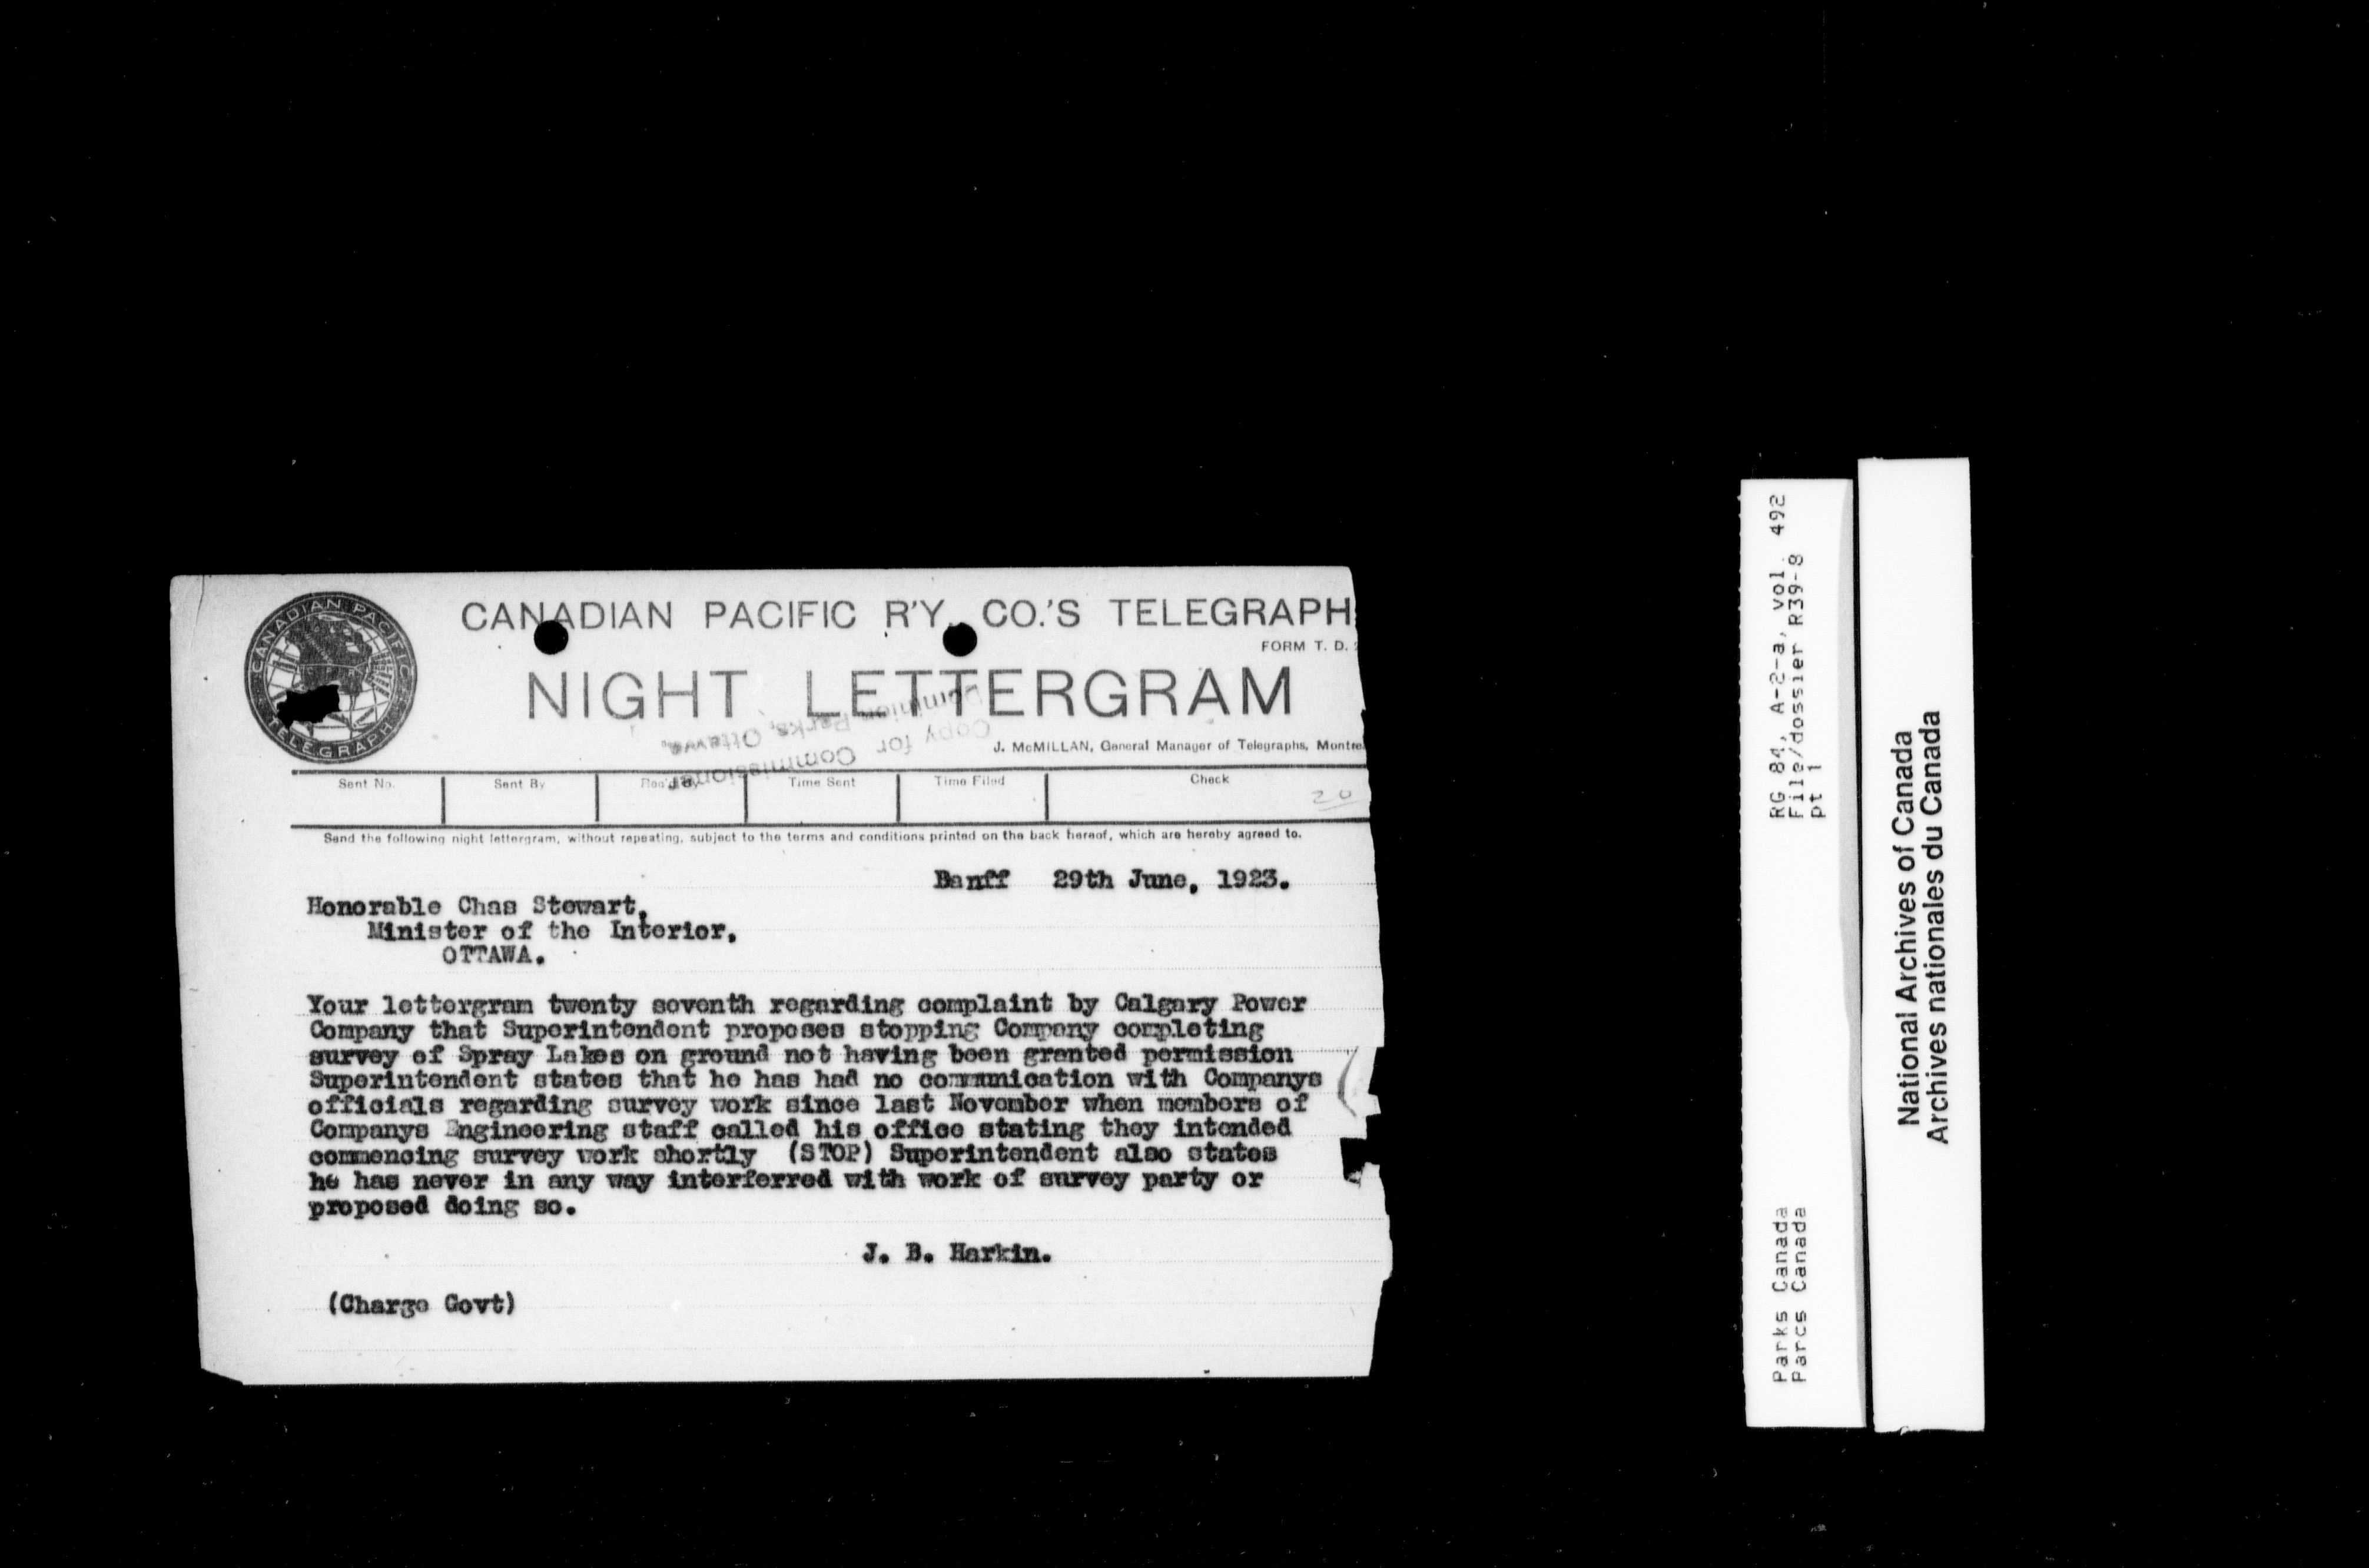 CANADIAN PACIFIC R'Y. CO.'S TELEGRAPH
FORM T. D.
CANADIAN PACIFIC
TELEGRAPH
NIGHT LETTERGRAM
Copy for Commissioner
Dominion Parks, Ottawa.
J. McMILLAN, General Manager of Telegraphs, Montre
Sent No. Sent By Rec'd By Time Sent Time Filed Check
20
Send the following night lettergram, without repeating, subject to the terms and conditions printed on the back hereof, which are hereby agreed to.
Banff 29th June, 1923.
Honorable Chas Stewart,
Minister of the Interior,
OTTAWA.
Your lettergram twenty seventh regarding complaint by Calgary Power
Company that Superintendent proposes stopping Company completing
survey of Spray Lakes on ground not having been granted permission
Superintendent states that he has had no communication with Companys
officials regarding survey work since last November when members of
Companys Engineering staff called his office stating they intended
commencing survey work shortly (STOP) Superintendent also states
he has never in any way interferred with work of survey party or
proposed doing so.
J. B. Harkin.
(Charge Govt)
RG 84, A-2-a, vol. 492
File/dossier R39-8
pt 1
Parks Canada
Parcs Canada
National Archives of Canada
Archives nationales du Canada